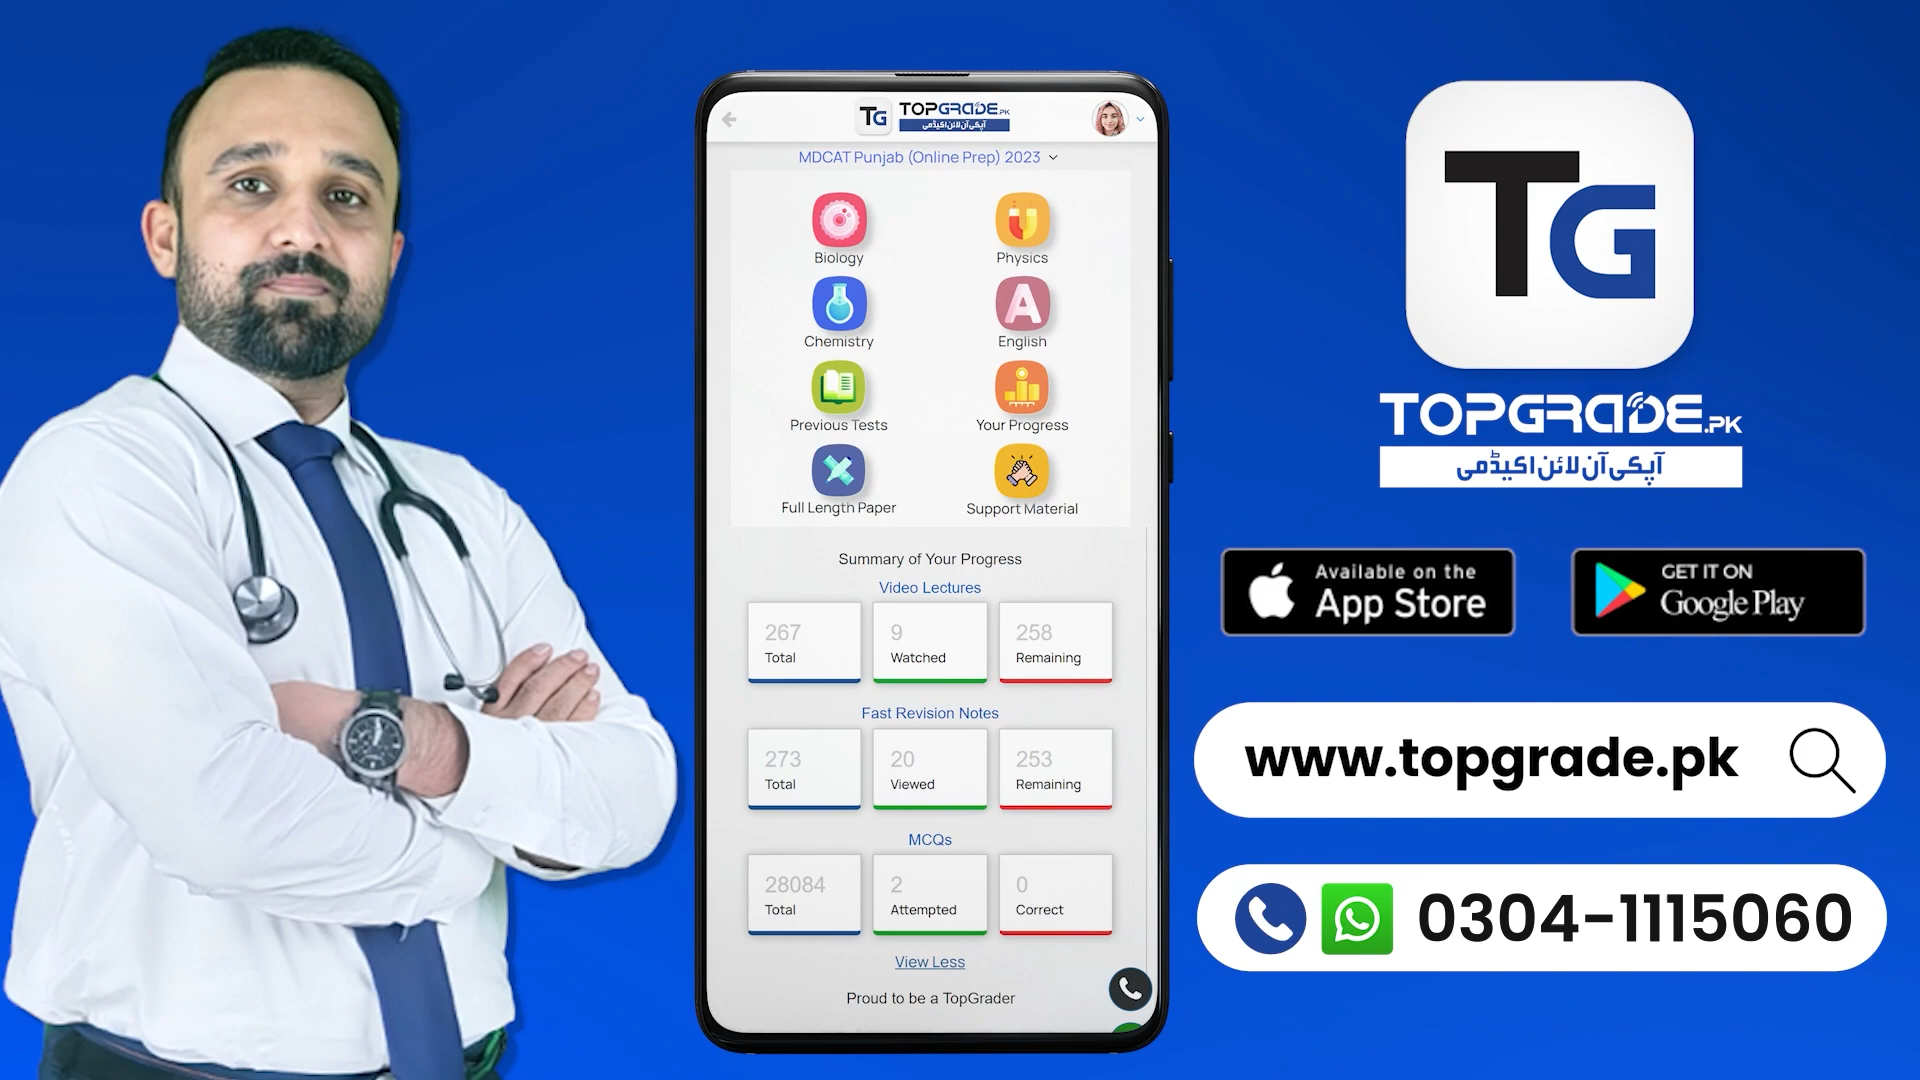 TG TOPGRADE.PK
آپکی آن لائن اکیڈمی
MDCAT Punjab (Online Prep) 2023
Biology
Physics
Chemistry
English
Previous Tests
Your Progress
Full Length Paper
Support Material
Summary of Your Progress
Video Lectures
267 9 258
Total Watched Remaining
Fast Revision Notes
273 20 253
Total Viewed Remaining
MCQs
28084 2 0
Total Attempted Correct
View Less
Proud to be a TopGrader
TG
TOPGRADE.PK
آپکی آن لائن اکیڈمی
Available on the
App Store
GET IT ON
Google Play
www.topgrade.pk
0304-1115060